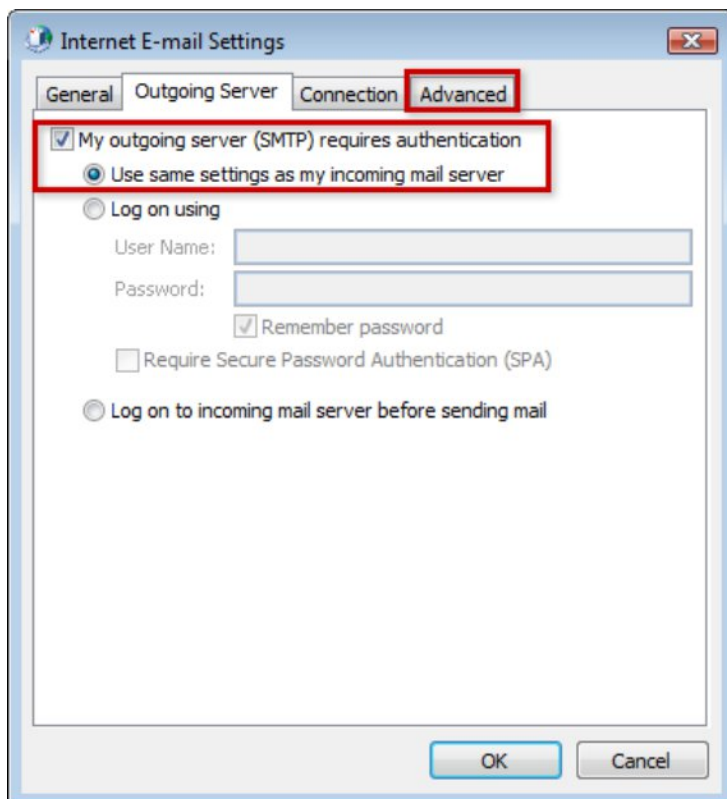 Internet E-mail Settings
General Outgoing Server Connection Advanced
My outgoing server (SMTP) requires authentication
Use same settings as my incoming mail server
Log on using
User Name:
Password:
Remember password
Require Secure Password Authentication (SPA)
Log on to incoming mail server before sending mail
OK Cancel